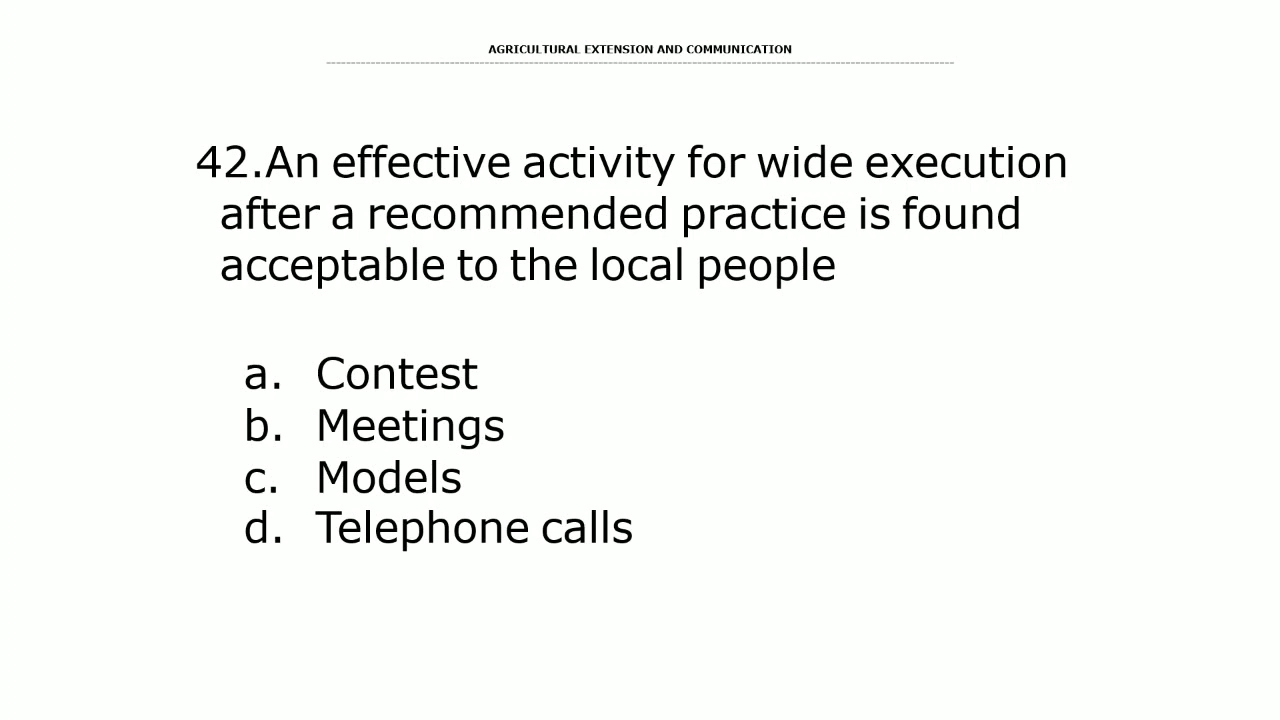 AGRICULTURAL EXTENSION AND COMMUNICATION
42.An effective activity for wide execution
after a recommended practice is found
acceptable to the local people
a. Contest
b. Meetings
c. Models
d. Telephone calls